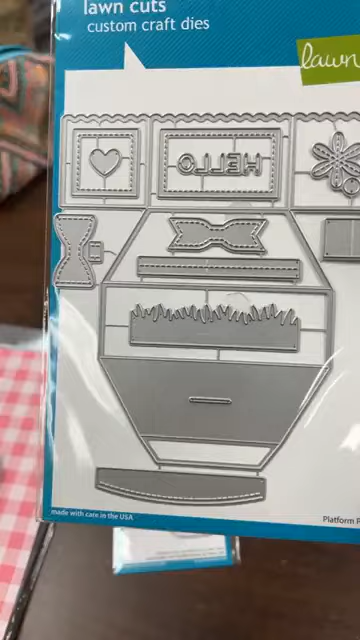 lawn cuts
custom craft dies
lawn
HELLO
made with care in the USA
Platform